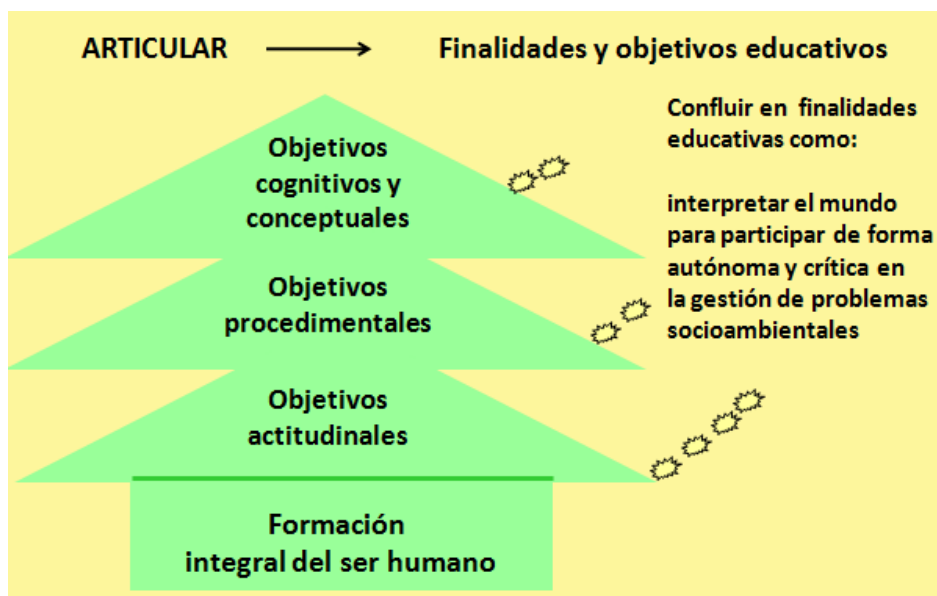 ARTICULAR
Finalidades y objetivos educativos
Objetivos
cognitivos y
conceptuales
Objetivos
procedimentales
Objetivos
actitudinales
Formación
integral del ser humano
Confluir en finalidades
educativas como:
interpretar el mundo
para participar de forma
autónoma y crítica en
la gestión de problemas
socioambientales